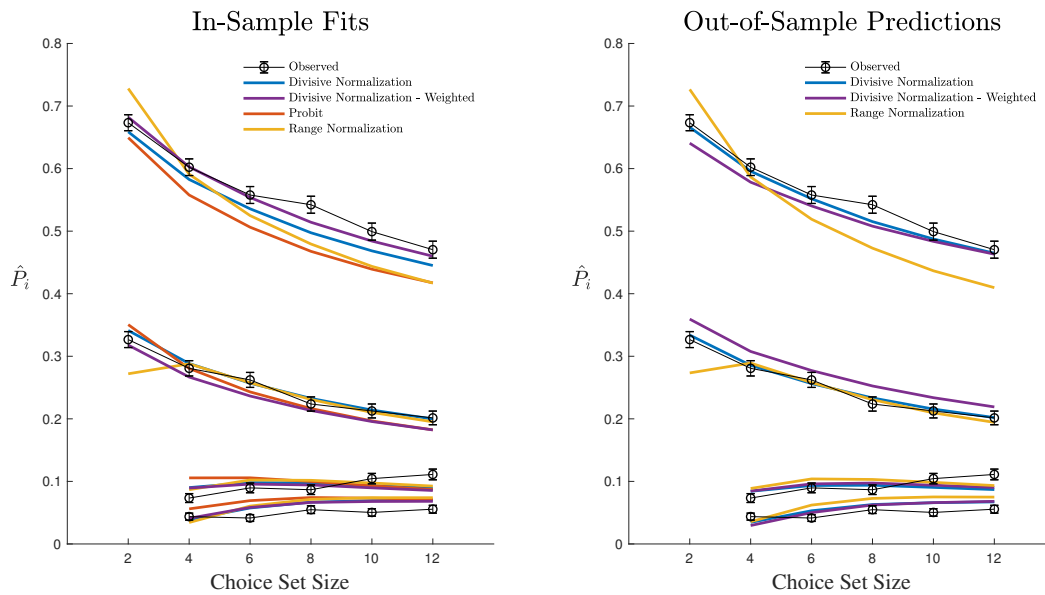 In-Sample Fits
0.8
0.7
0.6
0.5
0.4
0.3
0.2
0.1
0
P̂i
Observed
Divisive Normalization
Divisive Normalization - Weighted
Probit
Range Normalization
2 4 6 8 10 12
Choice Set Size
Out-of-Sample Predictions
0.8
0.7
0.6
0.5
0.4
0.3
0.2
0.1
0
P̂i
Observed
Divisive Normalization
Divisive Normalization - Weighted
Range Normalization
2 4 6 8 10 12
Choice Set Size